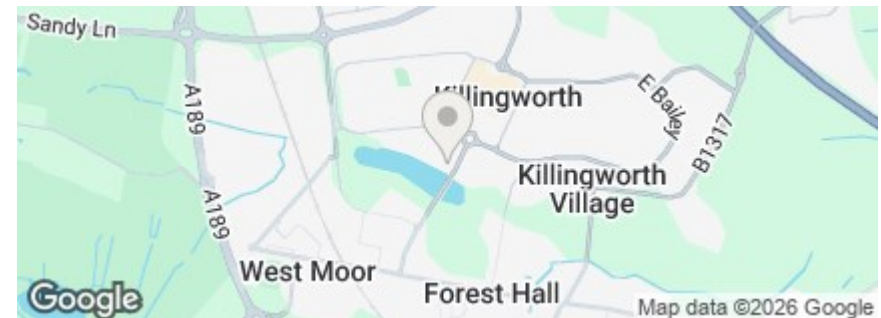 Sandy Ln
A189
Killingworth
E Bailey
B1317
Killingworth
Village
A189
West Moor
Forest Hall
Google
Map data ©2026 Google